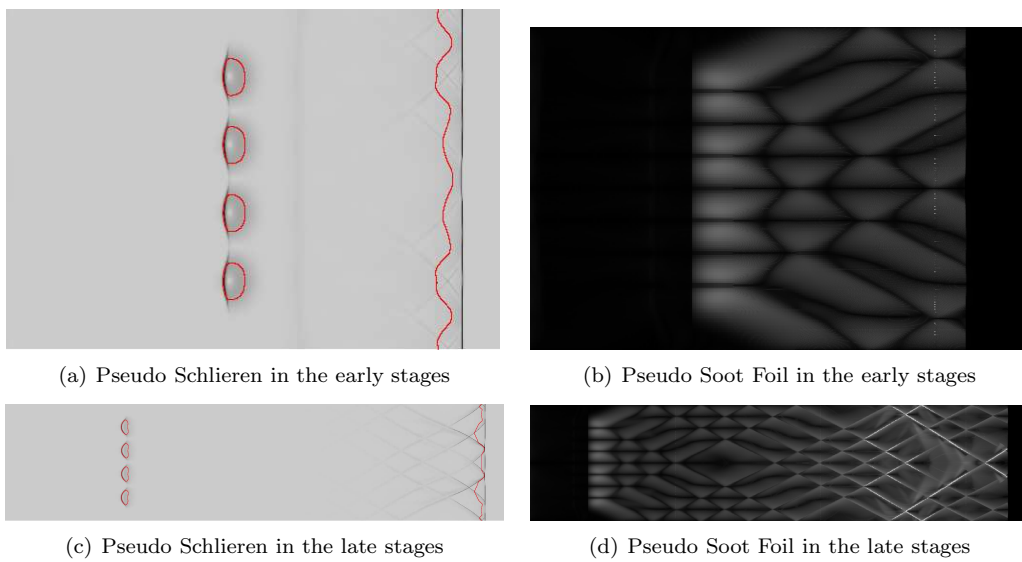 (a) Pseudo Schlieren in the early stages
(b) Pseudo Soot Foil in the early stages
(c) Pseudo Schlieren in the late stages
(d) Pseudo Soot Foil in the late stages